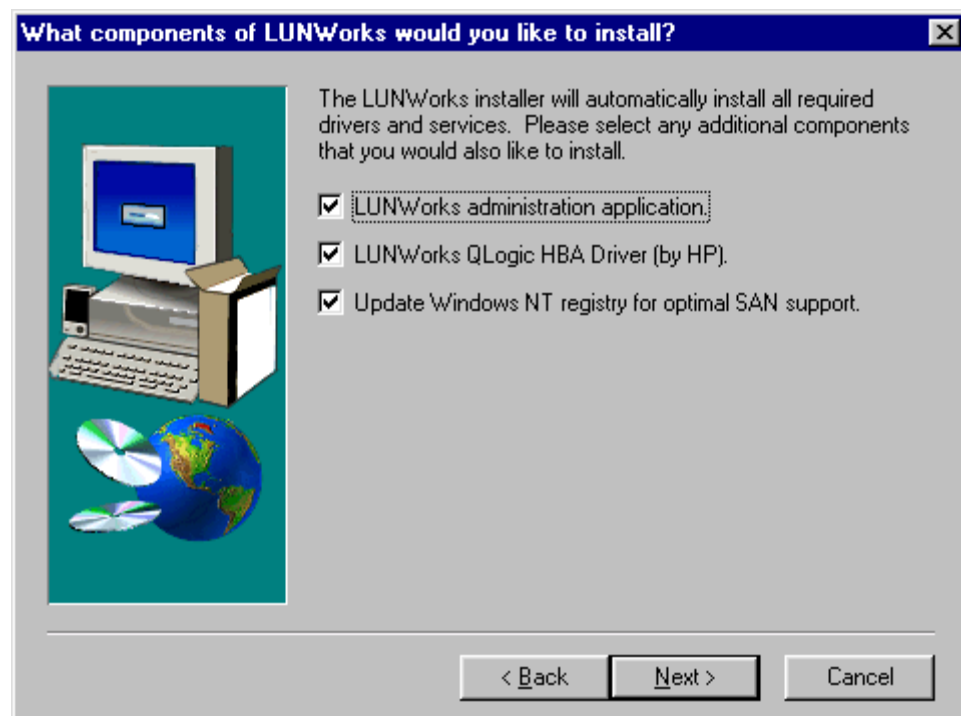 What components of LUNWorks would you like to install?
The LUNWorks installer will automatically install all required
drivers and services.  Please select any additional components
that you would also like to install.
LUNWorks administration application.
LUNWorks QLogic HBA Driver (by HP).
Update Windows NT registry for optimal SAN support.
< Back
Next >
Cancel